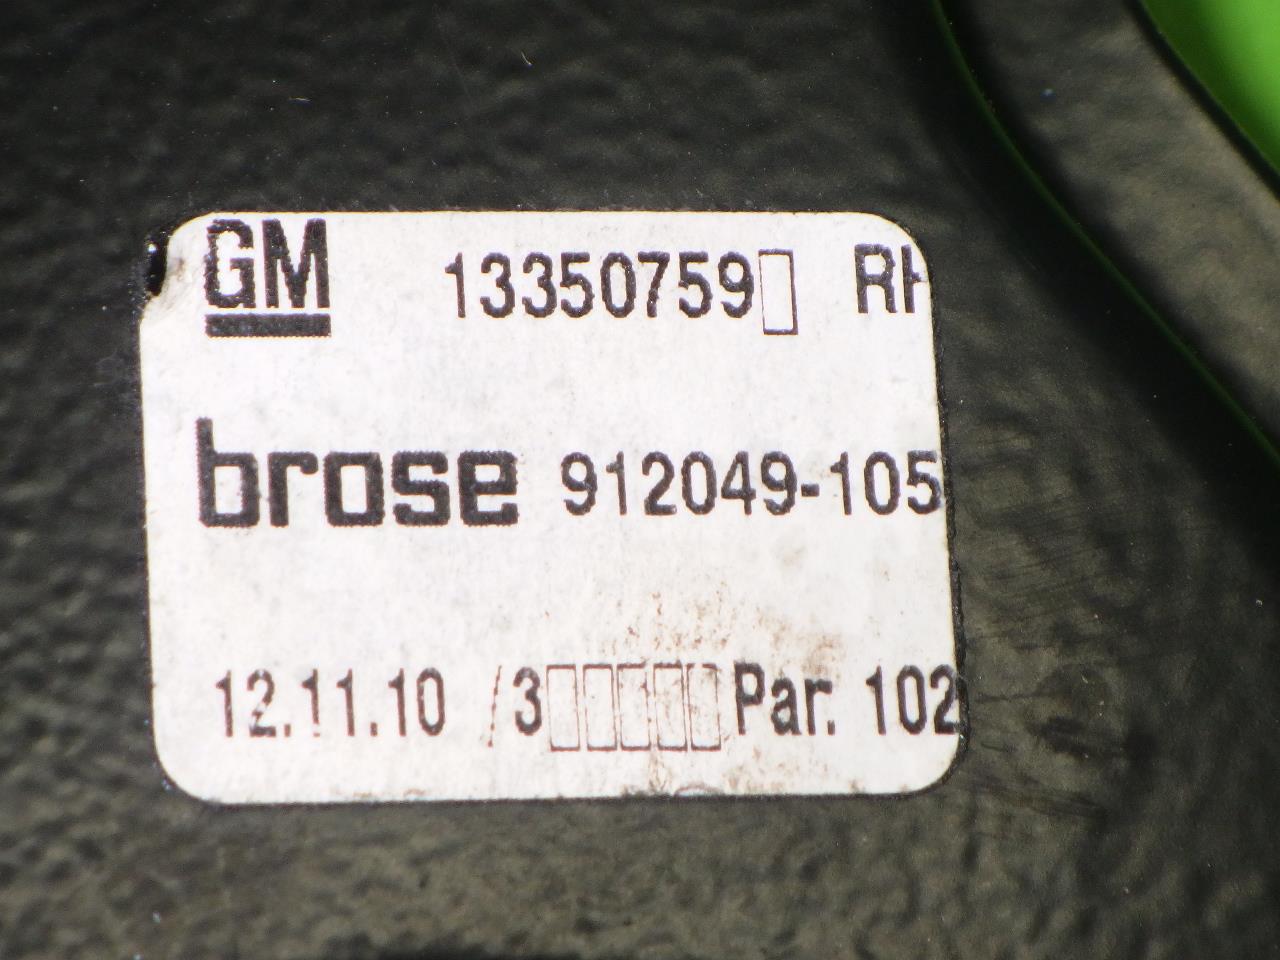 GM 13350759▯ RH
brose 912049-105
12.11.10 /3▯▯▯▯▯Par. 102